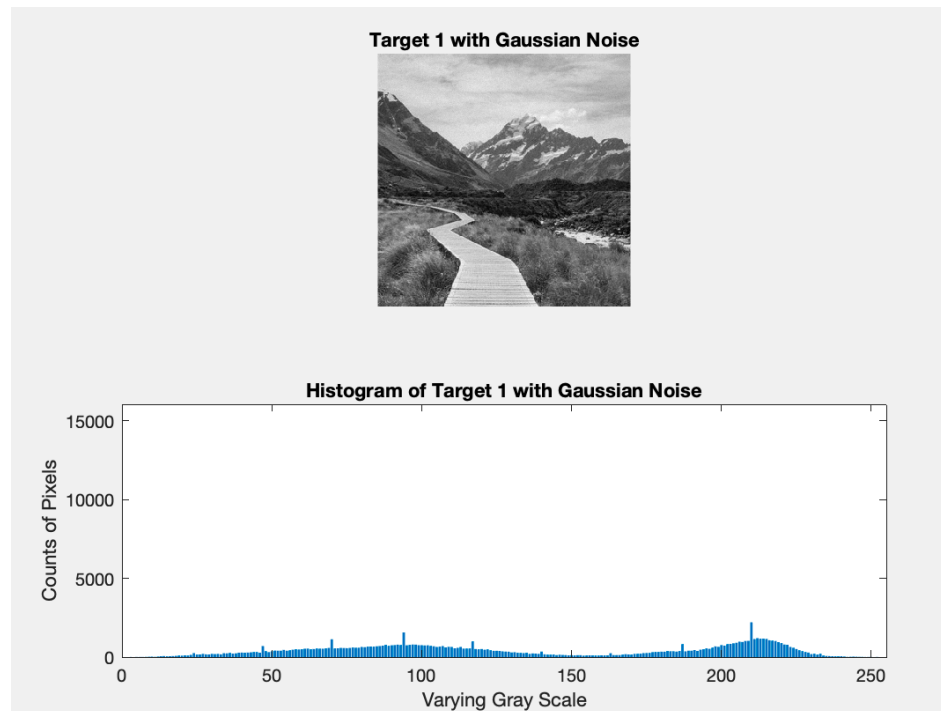 Target 1 with Gaussian Noise
Histogram of Target 1 with Gaussian Noise
15000
10000
5000
0
Counts of Pixels
0 50 100 150 200 250
Varying Gray Scale